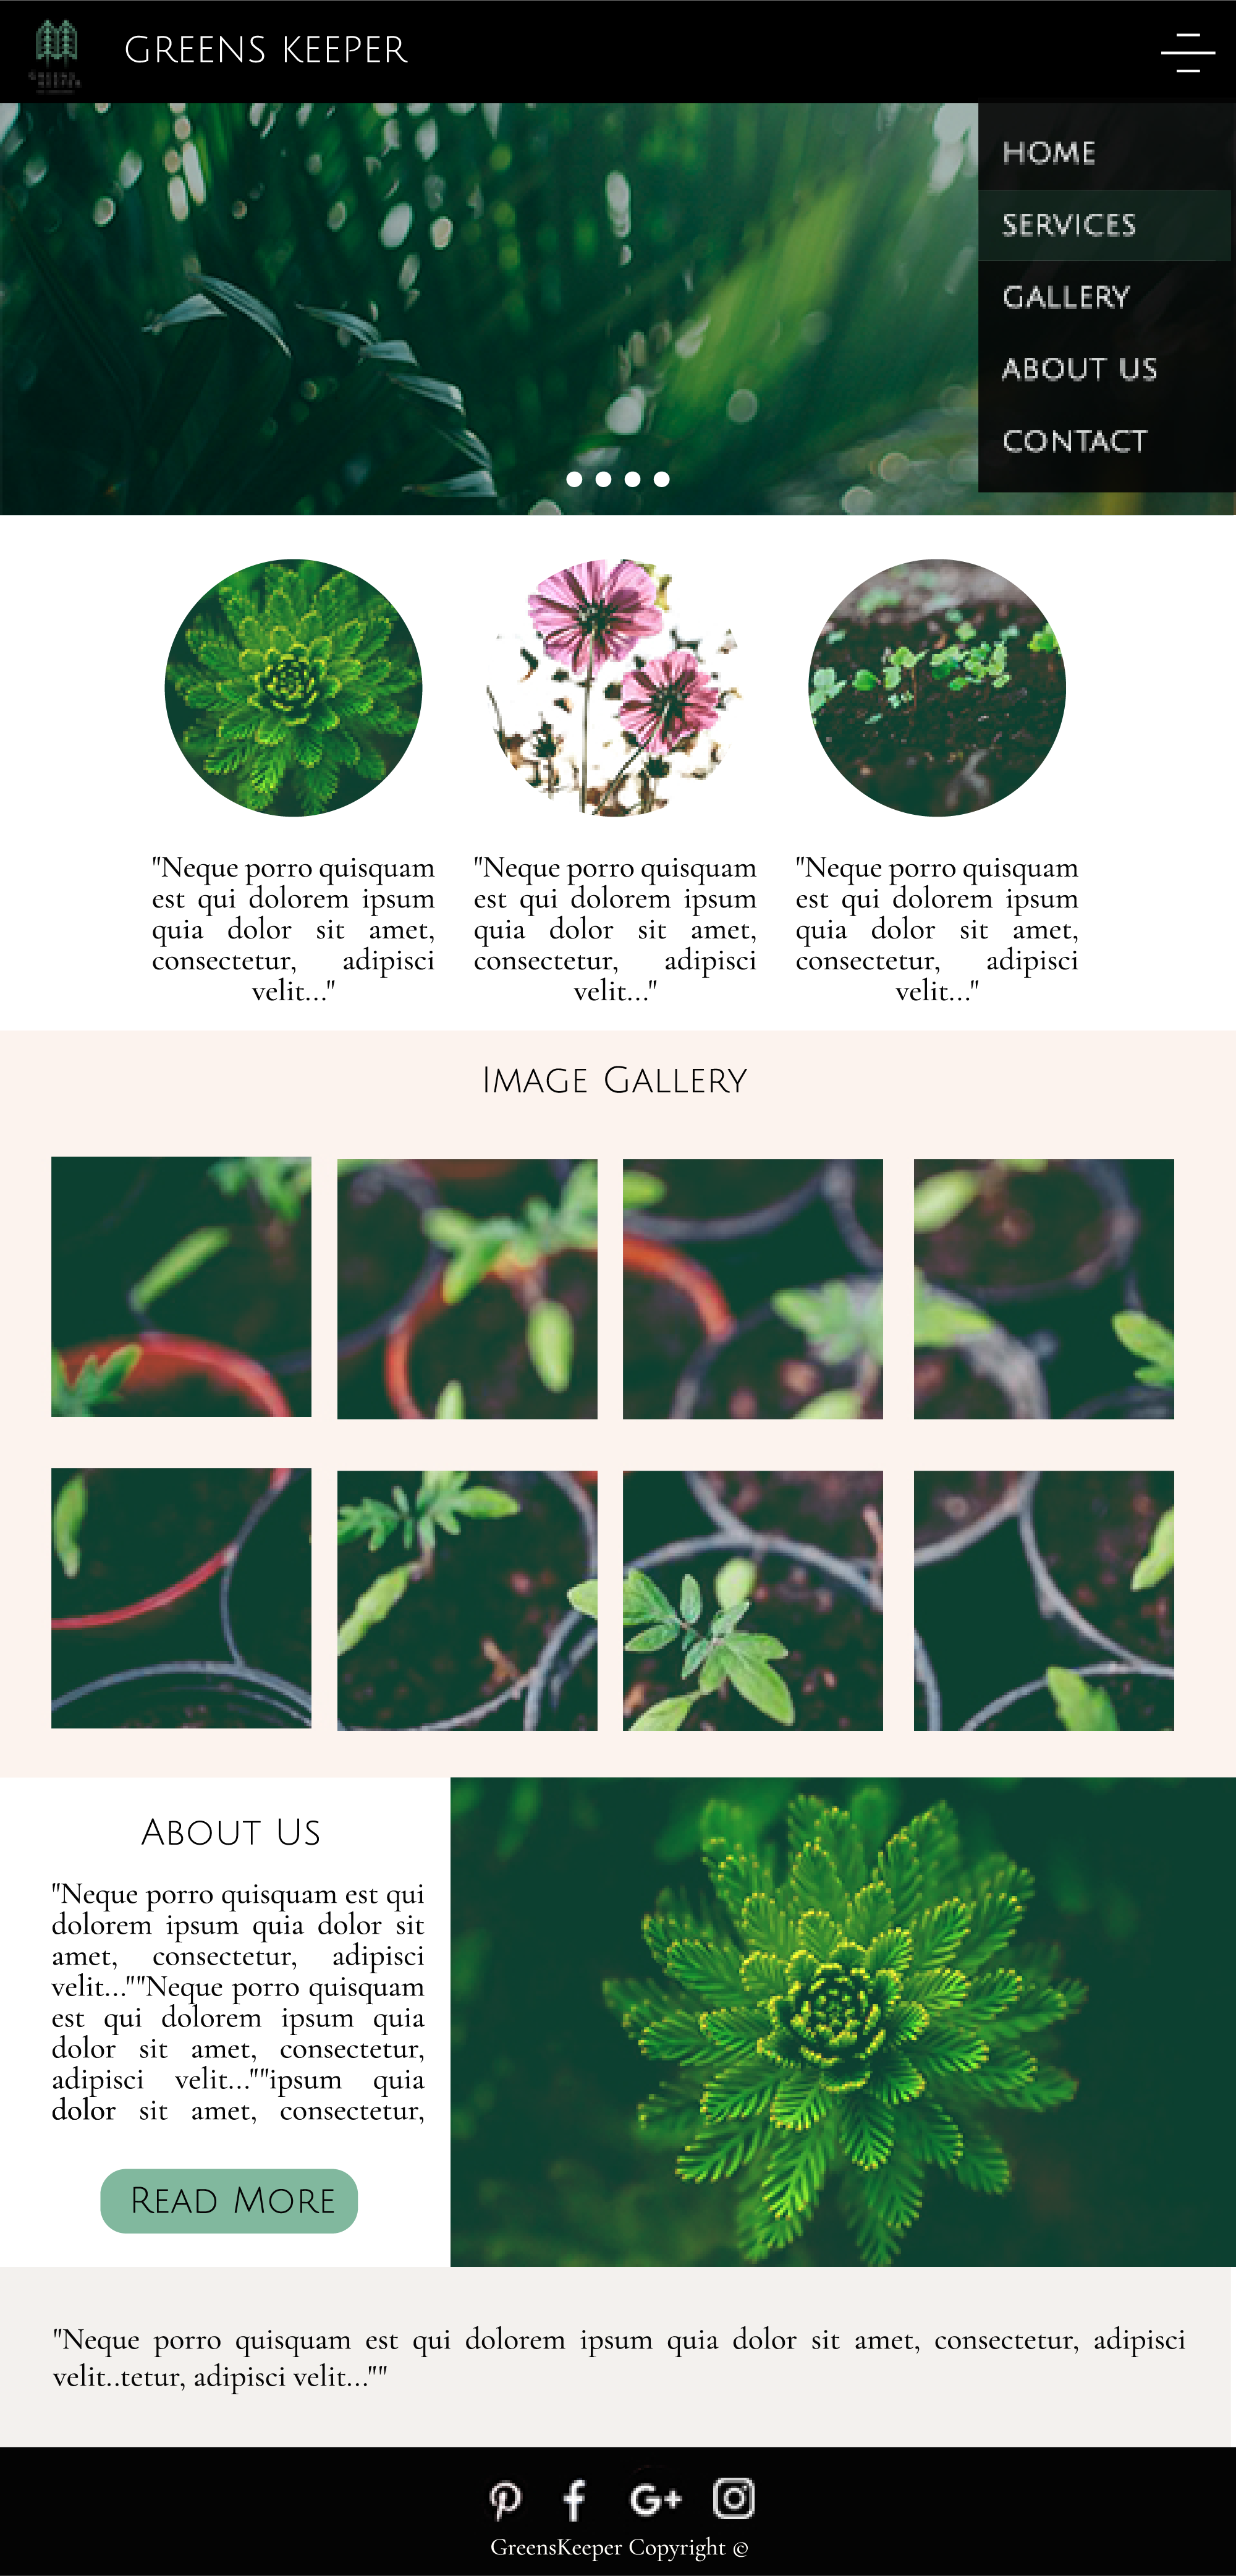 GREENS KEEPER
GREENS
KEEPER
HOME
SERVICES
GALLERY
ABOUT US
CONTACT
"Neque porro quisquam
est qui dolorem ipsum
quia dolor sit amet,
consectetur, adipisci
velit..."
"Neque porro quisquam
est qui dolorem ipsum
quia dolor sit amet,
consectetur, adipisci
velit..."
"Neque porro quisquam
est qui dolorem ipsum
quia dolor sit amet,
consectetur, adipisci
velit..."
Image Gallery
About Us
"Neque porro quisquam est qui
dolorem ipsum quia dolor sit
amet, consectetur, adipisci
velit...""Neque porro quisquam
est qui dolorem ipsum quia
dolor sit amet, consectetur,
adipisci velit...""ipsum quia
dolor sit amet, consectetur,
Read More
"Neque porro quisquam est qui dolorem ipsum quia dolor sit amet, consectetur, adipisci
velit..tetur, adipisci velit...""
G+
GreensKeeper Copyright ©